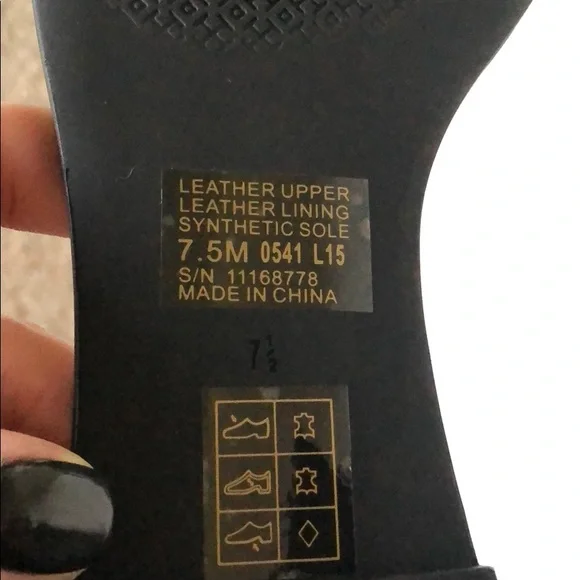 LEATHER UPPER
LEATHER LINING
SYNTHETIC SOLE
7.5M 0541 L15
S/N 11168778
MADE IN CHINA
7½